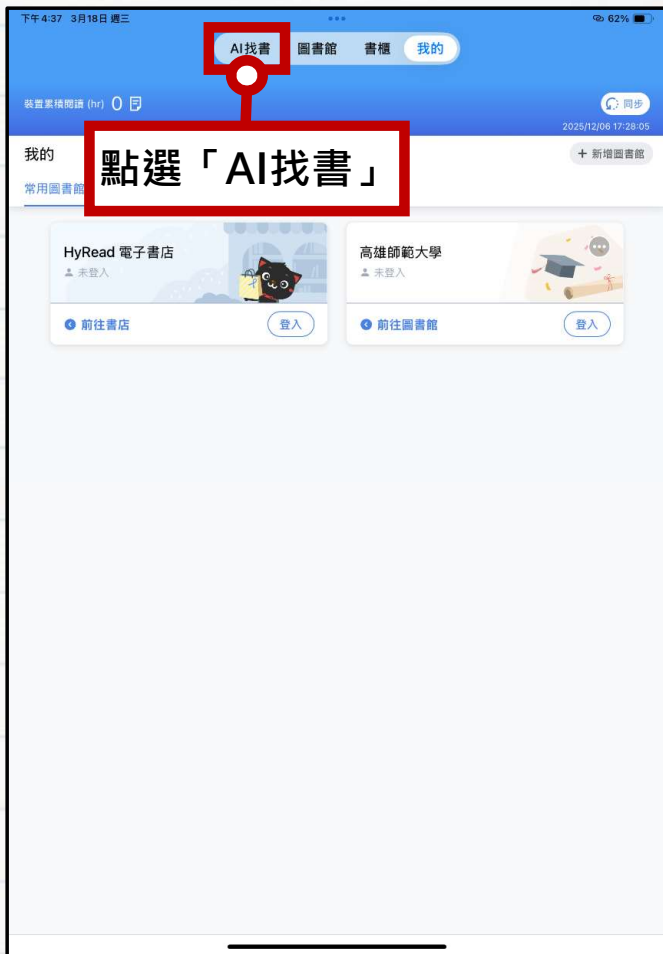 下午4:37 3月18日 週三
62%
AI找書 圖書館 書櫃 我的
裝置累積閱讀 (hr) 0
同步
2025/12/06 17:28:05
我的
+ 新增圖書館
點選「AI找書」
常用圖書館
HyRead 電子書店
未登入
前往書店
登入
高雄師範大學
未登入
前往圖書館
登入